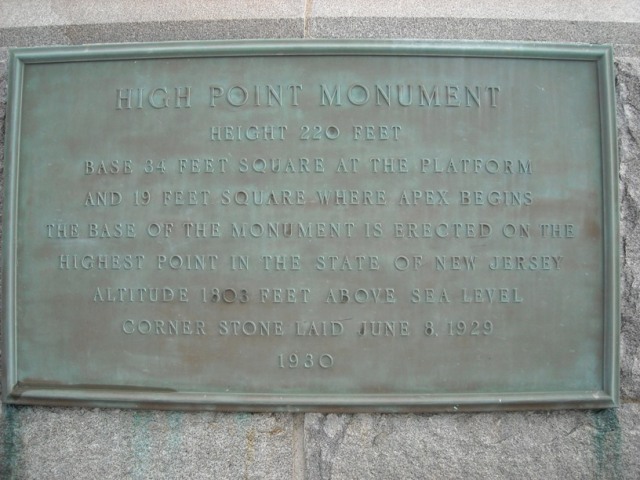 HIGH POINT MONUMENT
HEIGHT 220 FEET
BASE 34 FEET SQUARE AT THE PLATFORM
AND 19 FEET SQUARE WHERE APEX BEGINS
THE BASE OF THE MONUMENT IS ERECTED ON THE
HIGHEST POINT IN THE STATE OF NEW JERSEY
ALTITUDE 1803 FEET ABOVE SEA LEVEL
CORNER STONE LAID JUNE 8, 1929
1930